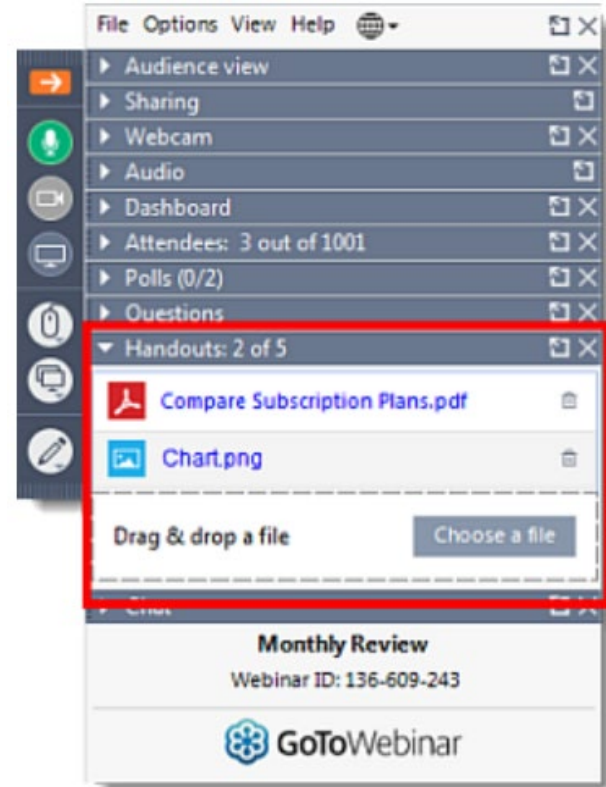 File Options View Help
Audience view
Sharing
Webcam
Audio
Dashboard
Attendees: 3 out of 1001
Polls (0/2)
Questions
Handouts: 2 of 5
Compare Subscription Plans.pdf
Chart.png
Drag & drop a file
Choose a file
Chat
Monthly Review
Webinar ID: 136-609-243
GoToWebinar